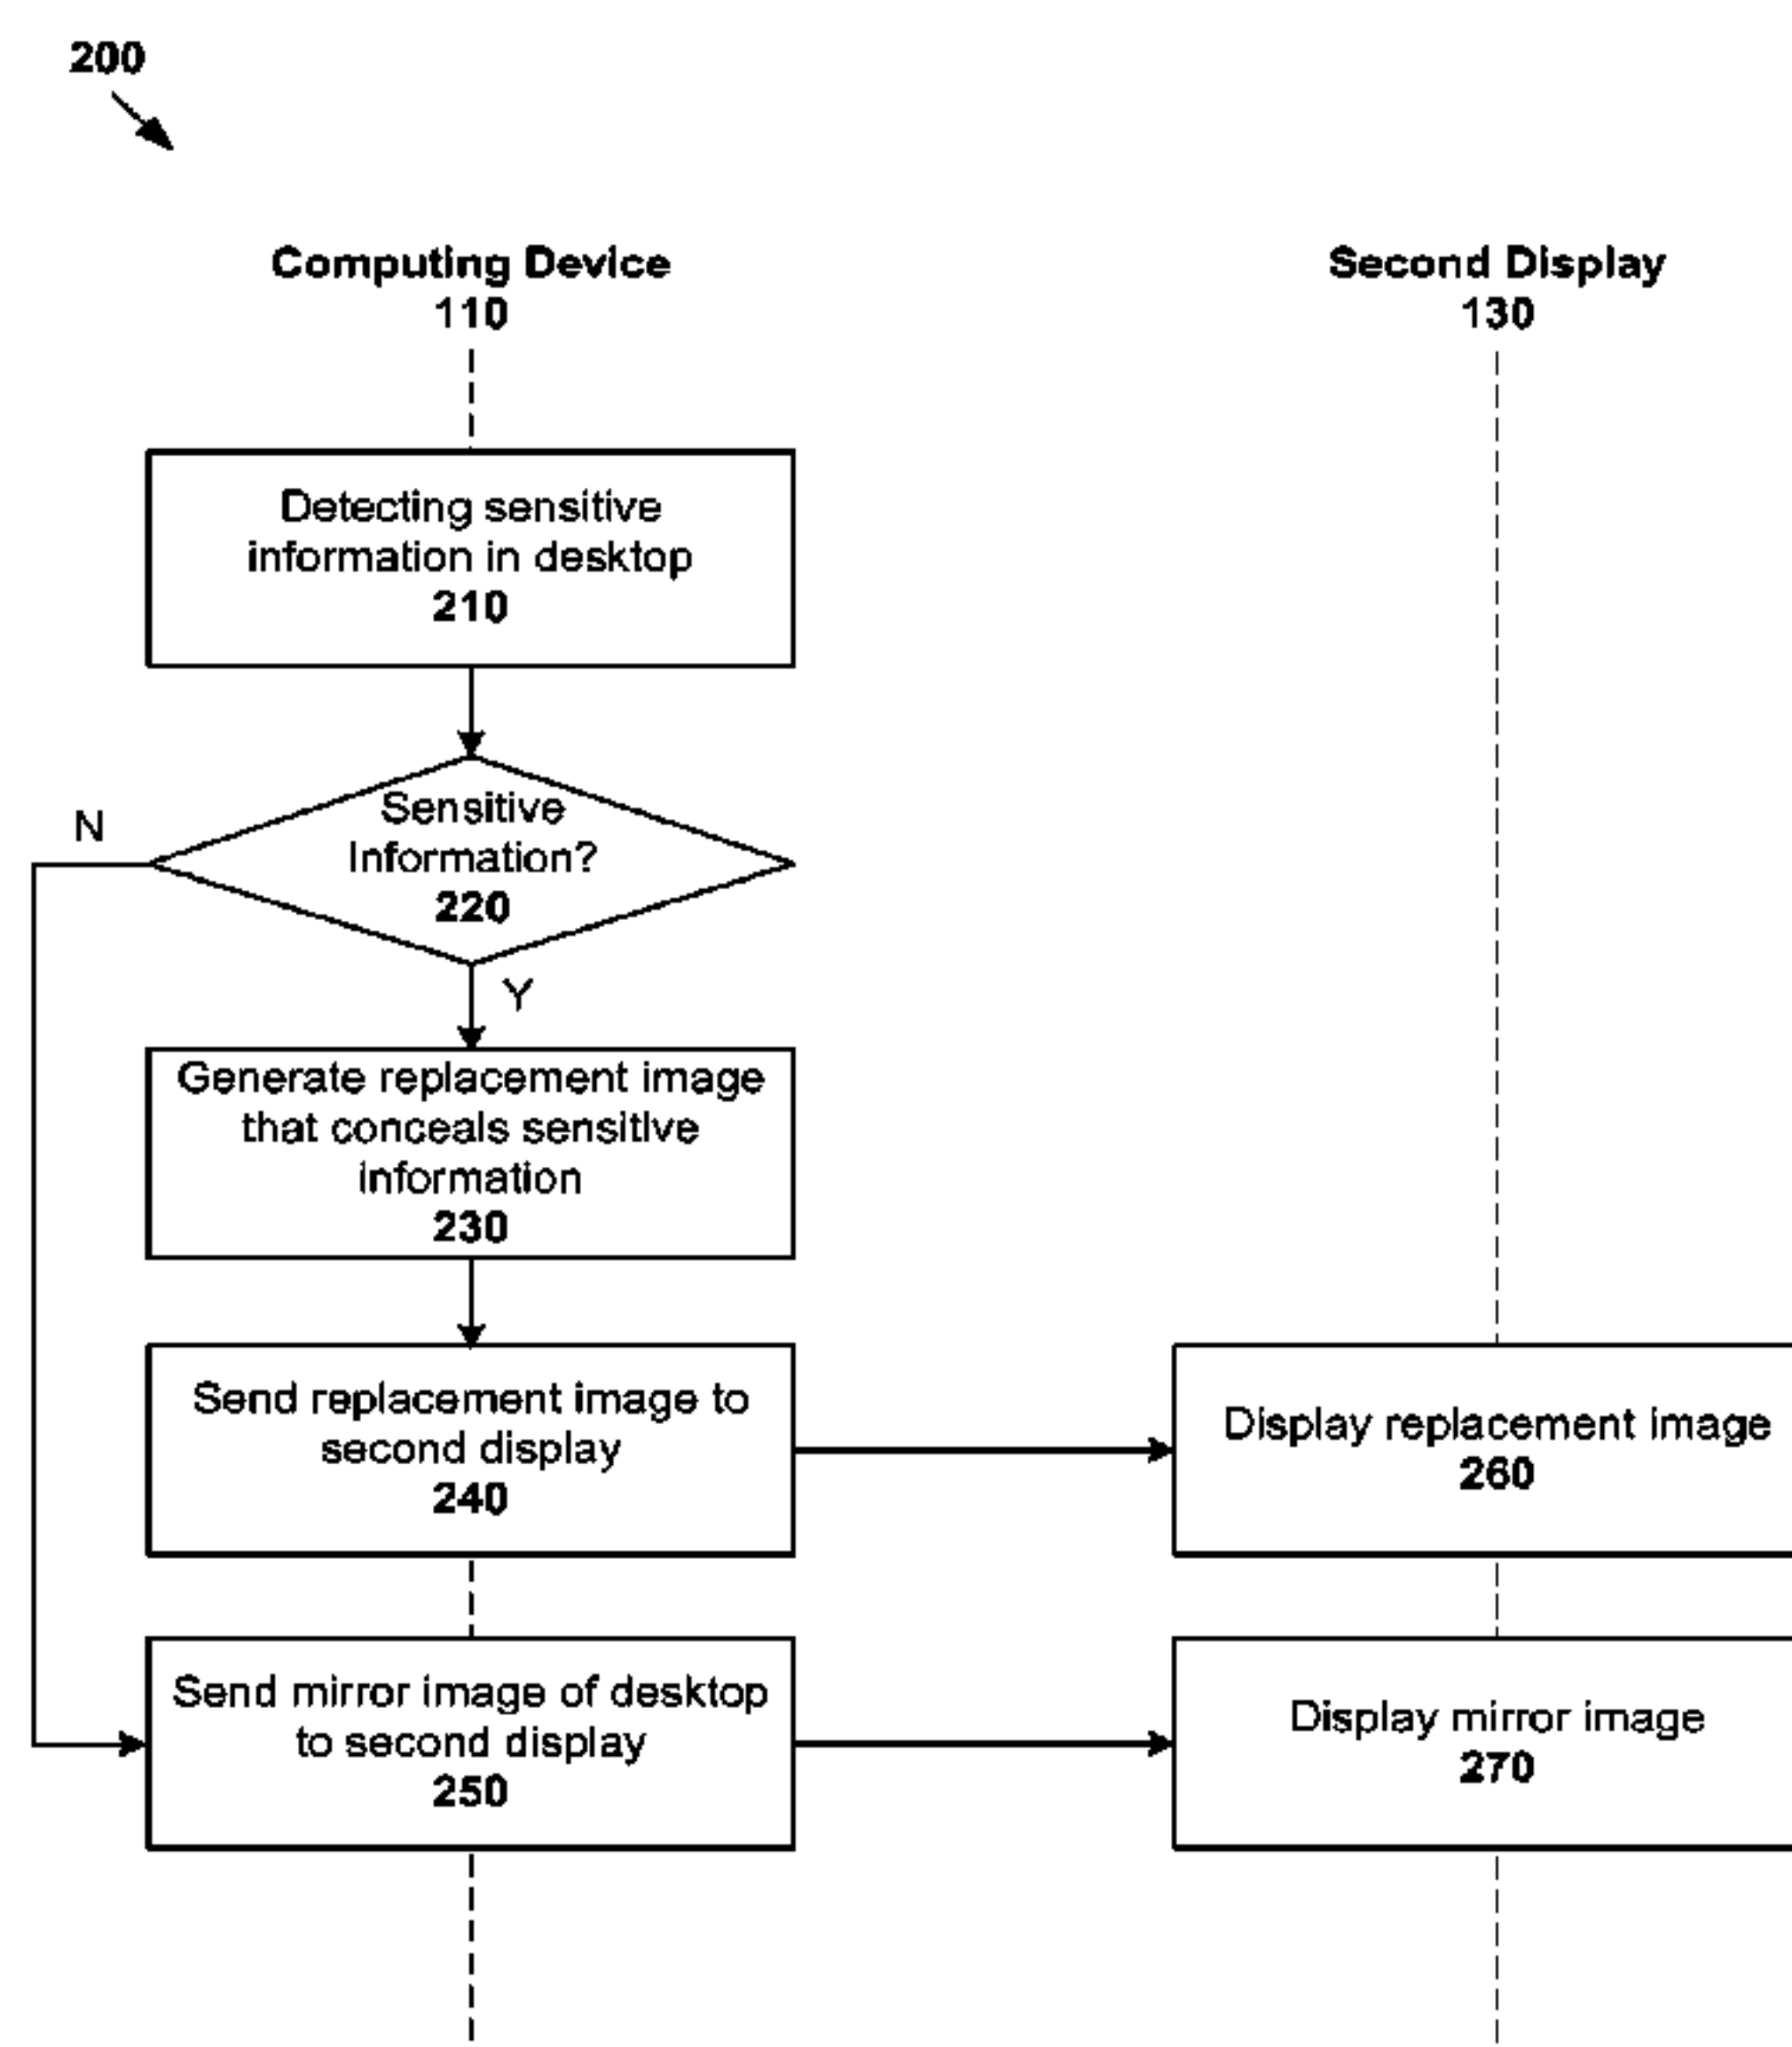 200
Computing Device
110
Second Display
130
Detecting sensitive
information in desktop
210
Sensitive
Information?
220
N
Y
Generate replacement image
that conceals sensitive
information
230
Send replacement image to
second display
240
Display replacement image
260
Send mirror image of desktop
to second display
250
Display mirror image
270